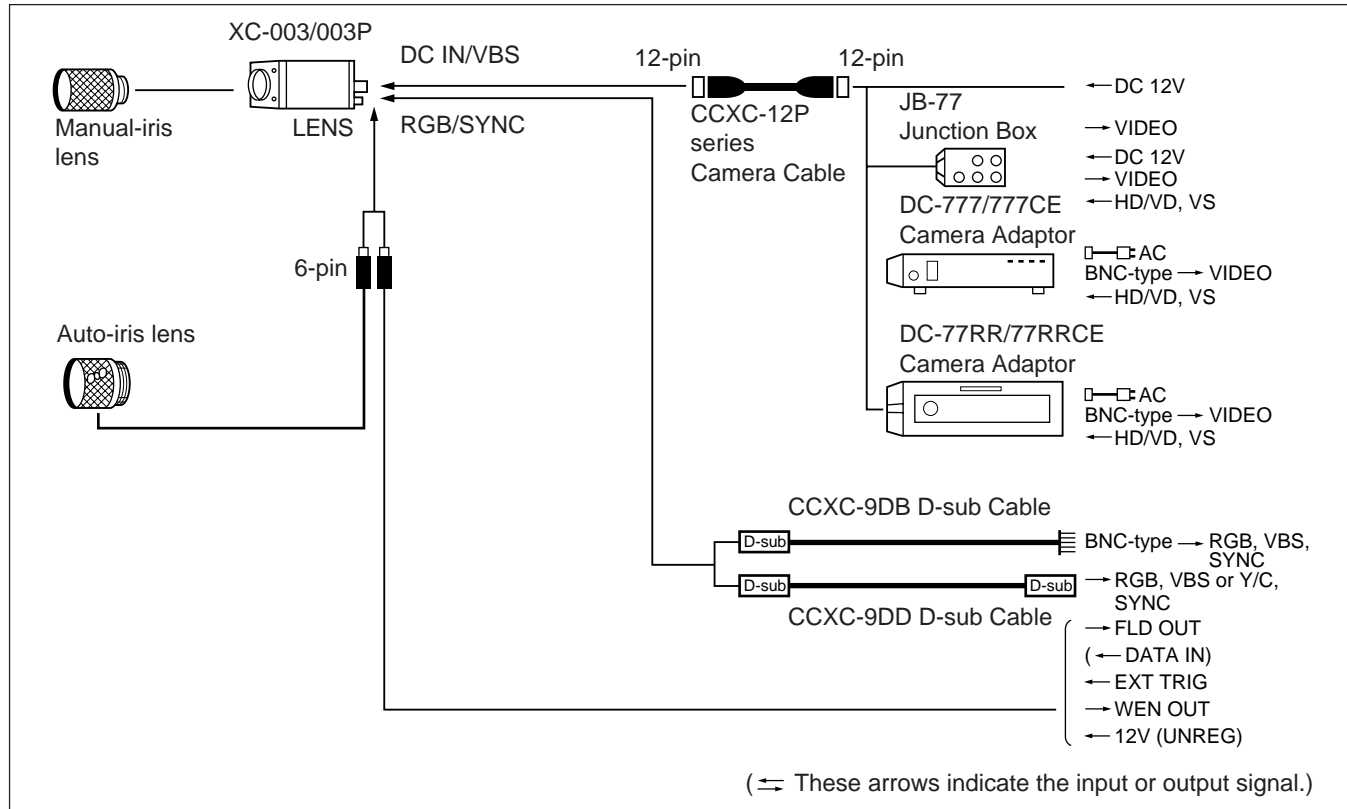 XC-003/003P
DC IN/VBS
12-pin
12-pin
DC 12V
Manual-iris
lens
LENS
RGB/SYNC
CCXC-12P
series
Camera Cable
JB-77
Junction Box
VIDEO
DC 12V
VIDEO
HD/VD, VS
DC-777/777CE
Camera Adaptor
AC
BNC-type → VIDEO
HD/VD, VS
6-pin
Auto-iris lens
DC-77RR/77RRCE
Camera Adaptor
AC
BNC-type → VIDEO
HD/VD, VS
CCXC-9DB D-sub Cable
D-sub
BNC-type → RGB, VBS,
SYNC
D-sub
D-sub
RGB, VBS or Y/C,
SYNC
CCXC-9DD D-sub Cable
FLD OUT
( ← DATA IN)
EXT TRIG
WEN OUT
12V (UNREG)
( ⇆ These arrows indicate the input or output signal.)